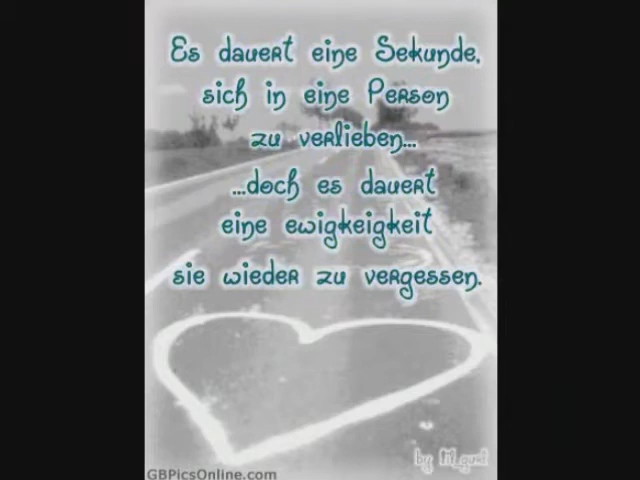 Es dauert eine Sekunde,
sich in eine Person
zu verlieben...
...doch es dauert
eine ewigkeigkeit
sie wieder zu vergessen.
by
GBPicsOnline.com